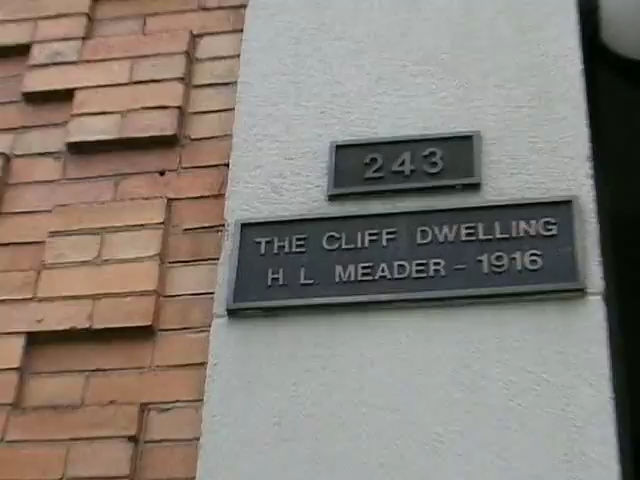 243
THE CLIFF DWELLING
H. L. MEADER - 1916